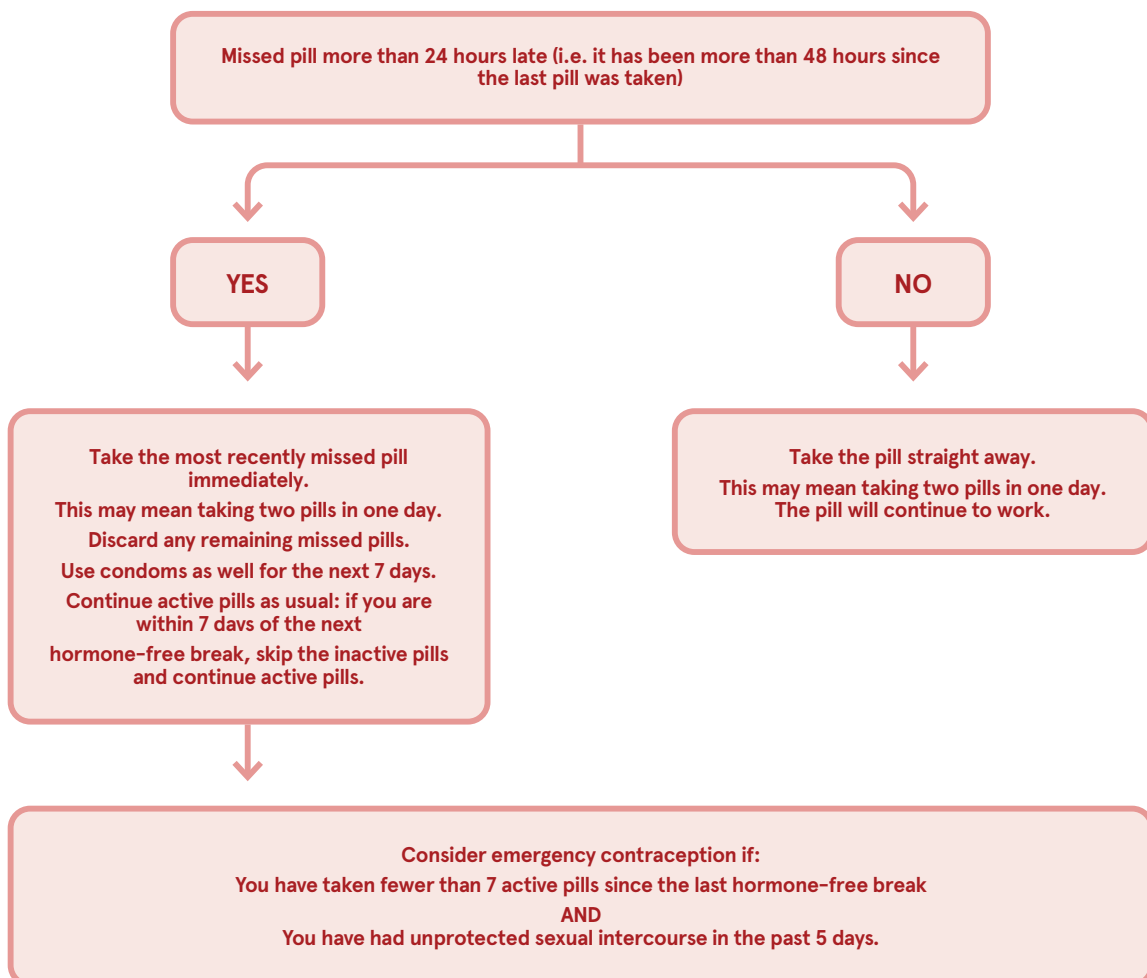 Missed pill more than 24 hours late (i.e. it has been more than 48 hours since
the last pill was taken)
YES
NO
Take the most recently missed pill
immediately.
This may mean taking two pills in one day.
Discard any remaining missed pills.
Use condoms as well for the next 7 days.
Continue active pills as usual: if you are
within 7 davs of the next
hormone-free break, skip the inactive pills
and continue active pills.
Take the pill straight away.
This may mean taking two pills in one day.
The pill will continue to work.
Consider emergency contraception if:
You have taken fewer than 7 active pills since the last hormone-free break
AND
You have had unprotected sexual intercourse in the past 5 days.